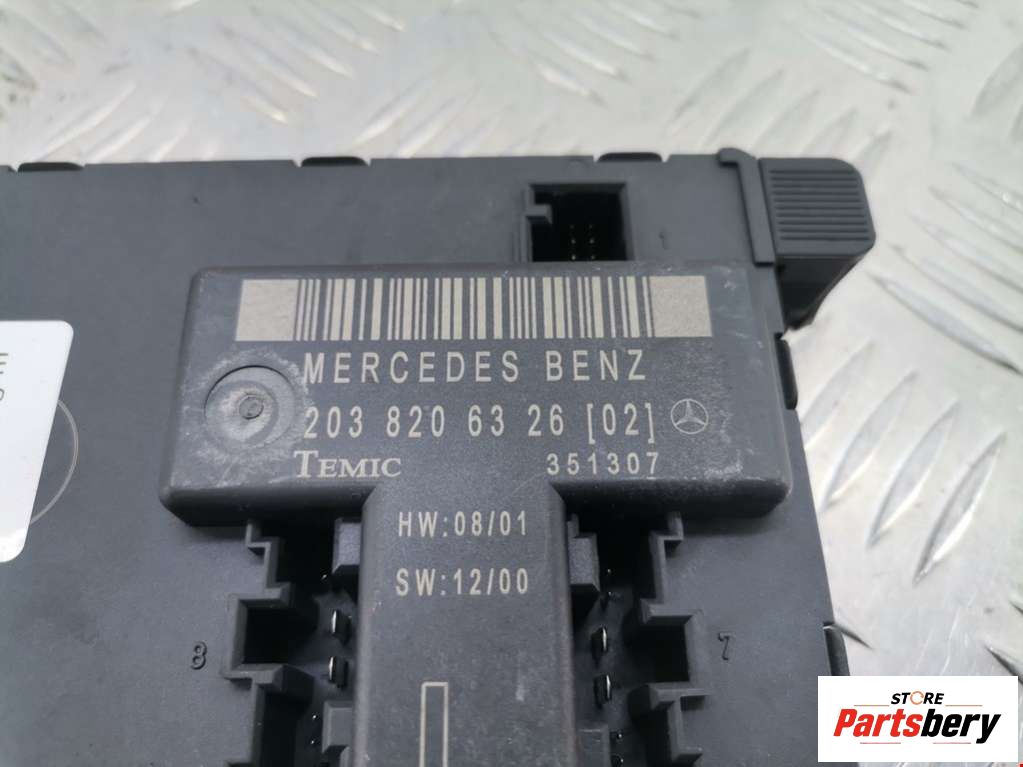 MERCEDES BENZ
203 820 63 26 [02]
TEMIC 351307
HW:08/01
SW:12/00
8
7
STORE
Partsbery